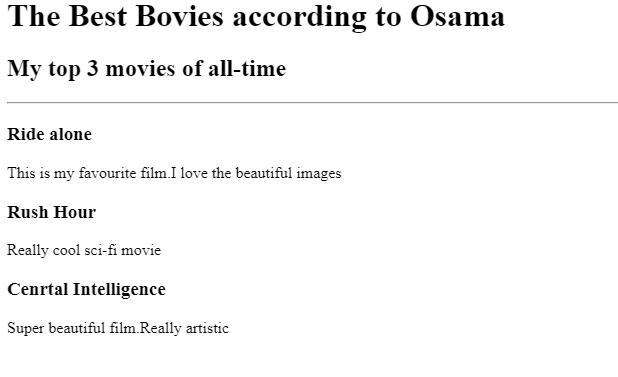 The Best Bovies according to Osama
My top 3 movies of all-time
Ride alone
This is my favourite film.I love the beautiful images
Rush Hour
Really cool sci-fi movie
Cenrtal Intelligence
Super beautiful film.Really artistic